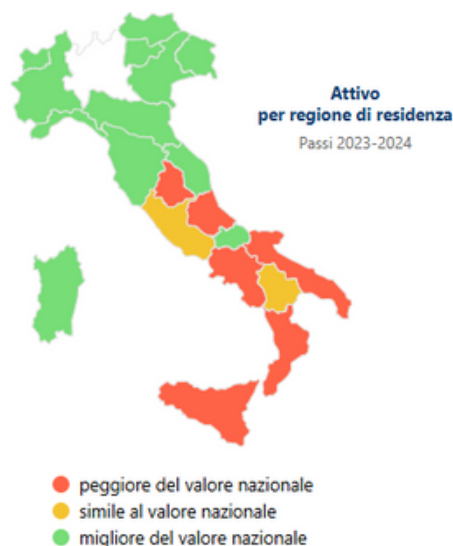 Attivo
per regione di residenza
Passi 2023-2024
peggiore del valore nazionale
simile al valore nazionale
migliore del valore nazionale